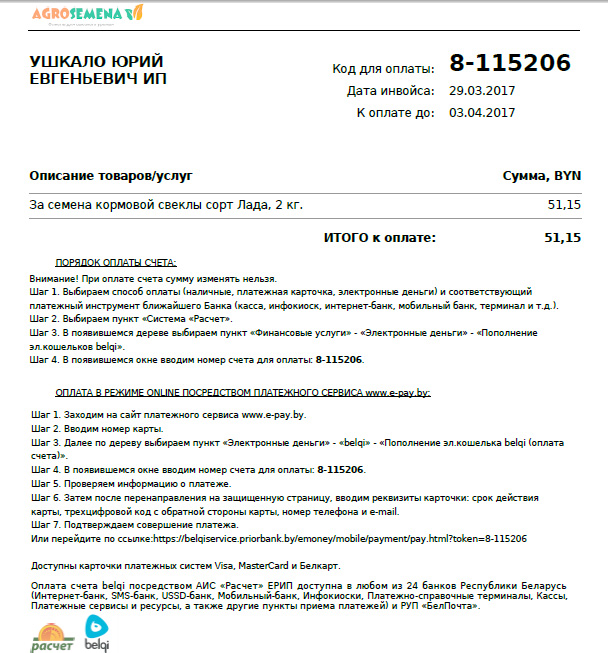 AGROSEMENA
УШКАЛО ЮРИЙ
ЕВГЕНЬЕВИЧ ИП
Код для оплаты: 8-115206
Дата инвойса: 29.03.2017
К оплате до: 03.04.2017
Описание товаров/услуг Сумма, BYN
За семена кормовой свеклы сорт Лада, 2 кг. 51,15
ИТОГО к оплате: 51,15
ПОРЯДОК ОПЛАТЫ СЧЕТА:
Внимание! При оплате счета сумму изменять нельзя.
Шаг 1. Выбираем способ оплаты (наличные, платежная карточка, электронные деньги) и соответствующий
платежный инструмент ближайшего Банка (касса, инфокиоск, интернет-банк, мобильный банк, терминал и т.д.).
Шаг 2. Выбираем пункт «Система «Расчет».
Шаг 3. В появившемся дереве выбираем пункт «Финансовые услуги» - «Электронные деньги» - «Пополнение
эл.кошельков belqi».
Шаг 4. В появившемся окне вводим номер счета для оплаты: 8-115206.
ОПЛАТА В РЕЖИМЕ ONLINE ПОСРЕДСТВОМ ПЛАТЕЖНОГО СЕРВИСА www.e-pay.by:
Шаг 1. Заходим на сайт платежного сервиса www.e-pay.by.
Шаг 2. Вводим номер карты.
Шаг 3. Далее по дереву выбираем пункт «Электронные деньги» - «belqi» - «Пополнение эл.кошелька belqi (оплата
счета)».
Шаг 4. В появившемся окне вводим номер счета для оплаты: 8-115206.
Шаг 5. Проверяем информацию о платеже.
Шаг 6. Затем после перенаправления на защищенную страницу, вводим реквизиты карточки: срок действия
карты, трехцифровой код с обратной стороны карты, номер телефона и e-mail.
Шаг 7. Подтверждаем совершение платежа.
Или перейдите по ссылке:https://belqiservice.priorbank.by/emoney/mobile/payment/pay.html?token=8-115206
Доступны карточки платежных систем Visa, MasterCard и Белкарт.
Оплата счета belqi посредством АИС «Расчет» ЕРИП доступна в любом из 24 банков Республики Беларусь
(Интернет-банк, SMS-банк, USSD-банк, Мобильный-банк, Инфокиоски, Платежно-справочные терминалы, Кассы,
Платежные сервисы и ресурсы, а также другие пункты приема платежей) и РУП «БелПочта».
расчет belqi